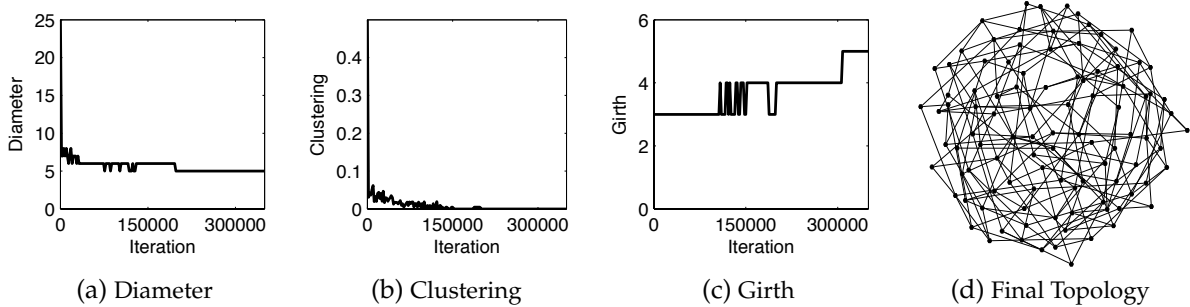 25
20
15
10
5
0
Diameter
0 150000 300000
Iteration
(a) Diameter
0.4
0.3
0.2
0.1
0
Clustering
0 150000 300000
Iteration
(b) Clustering
6
4
2
0
Girth
0 150000 300000
Iteration
(c) Girth
(d) Final Topology